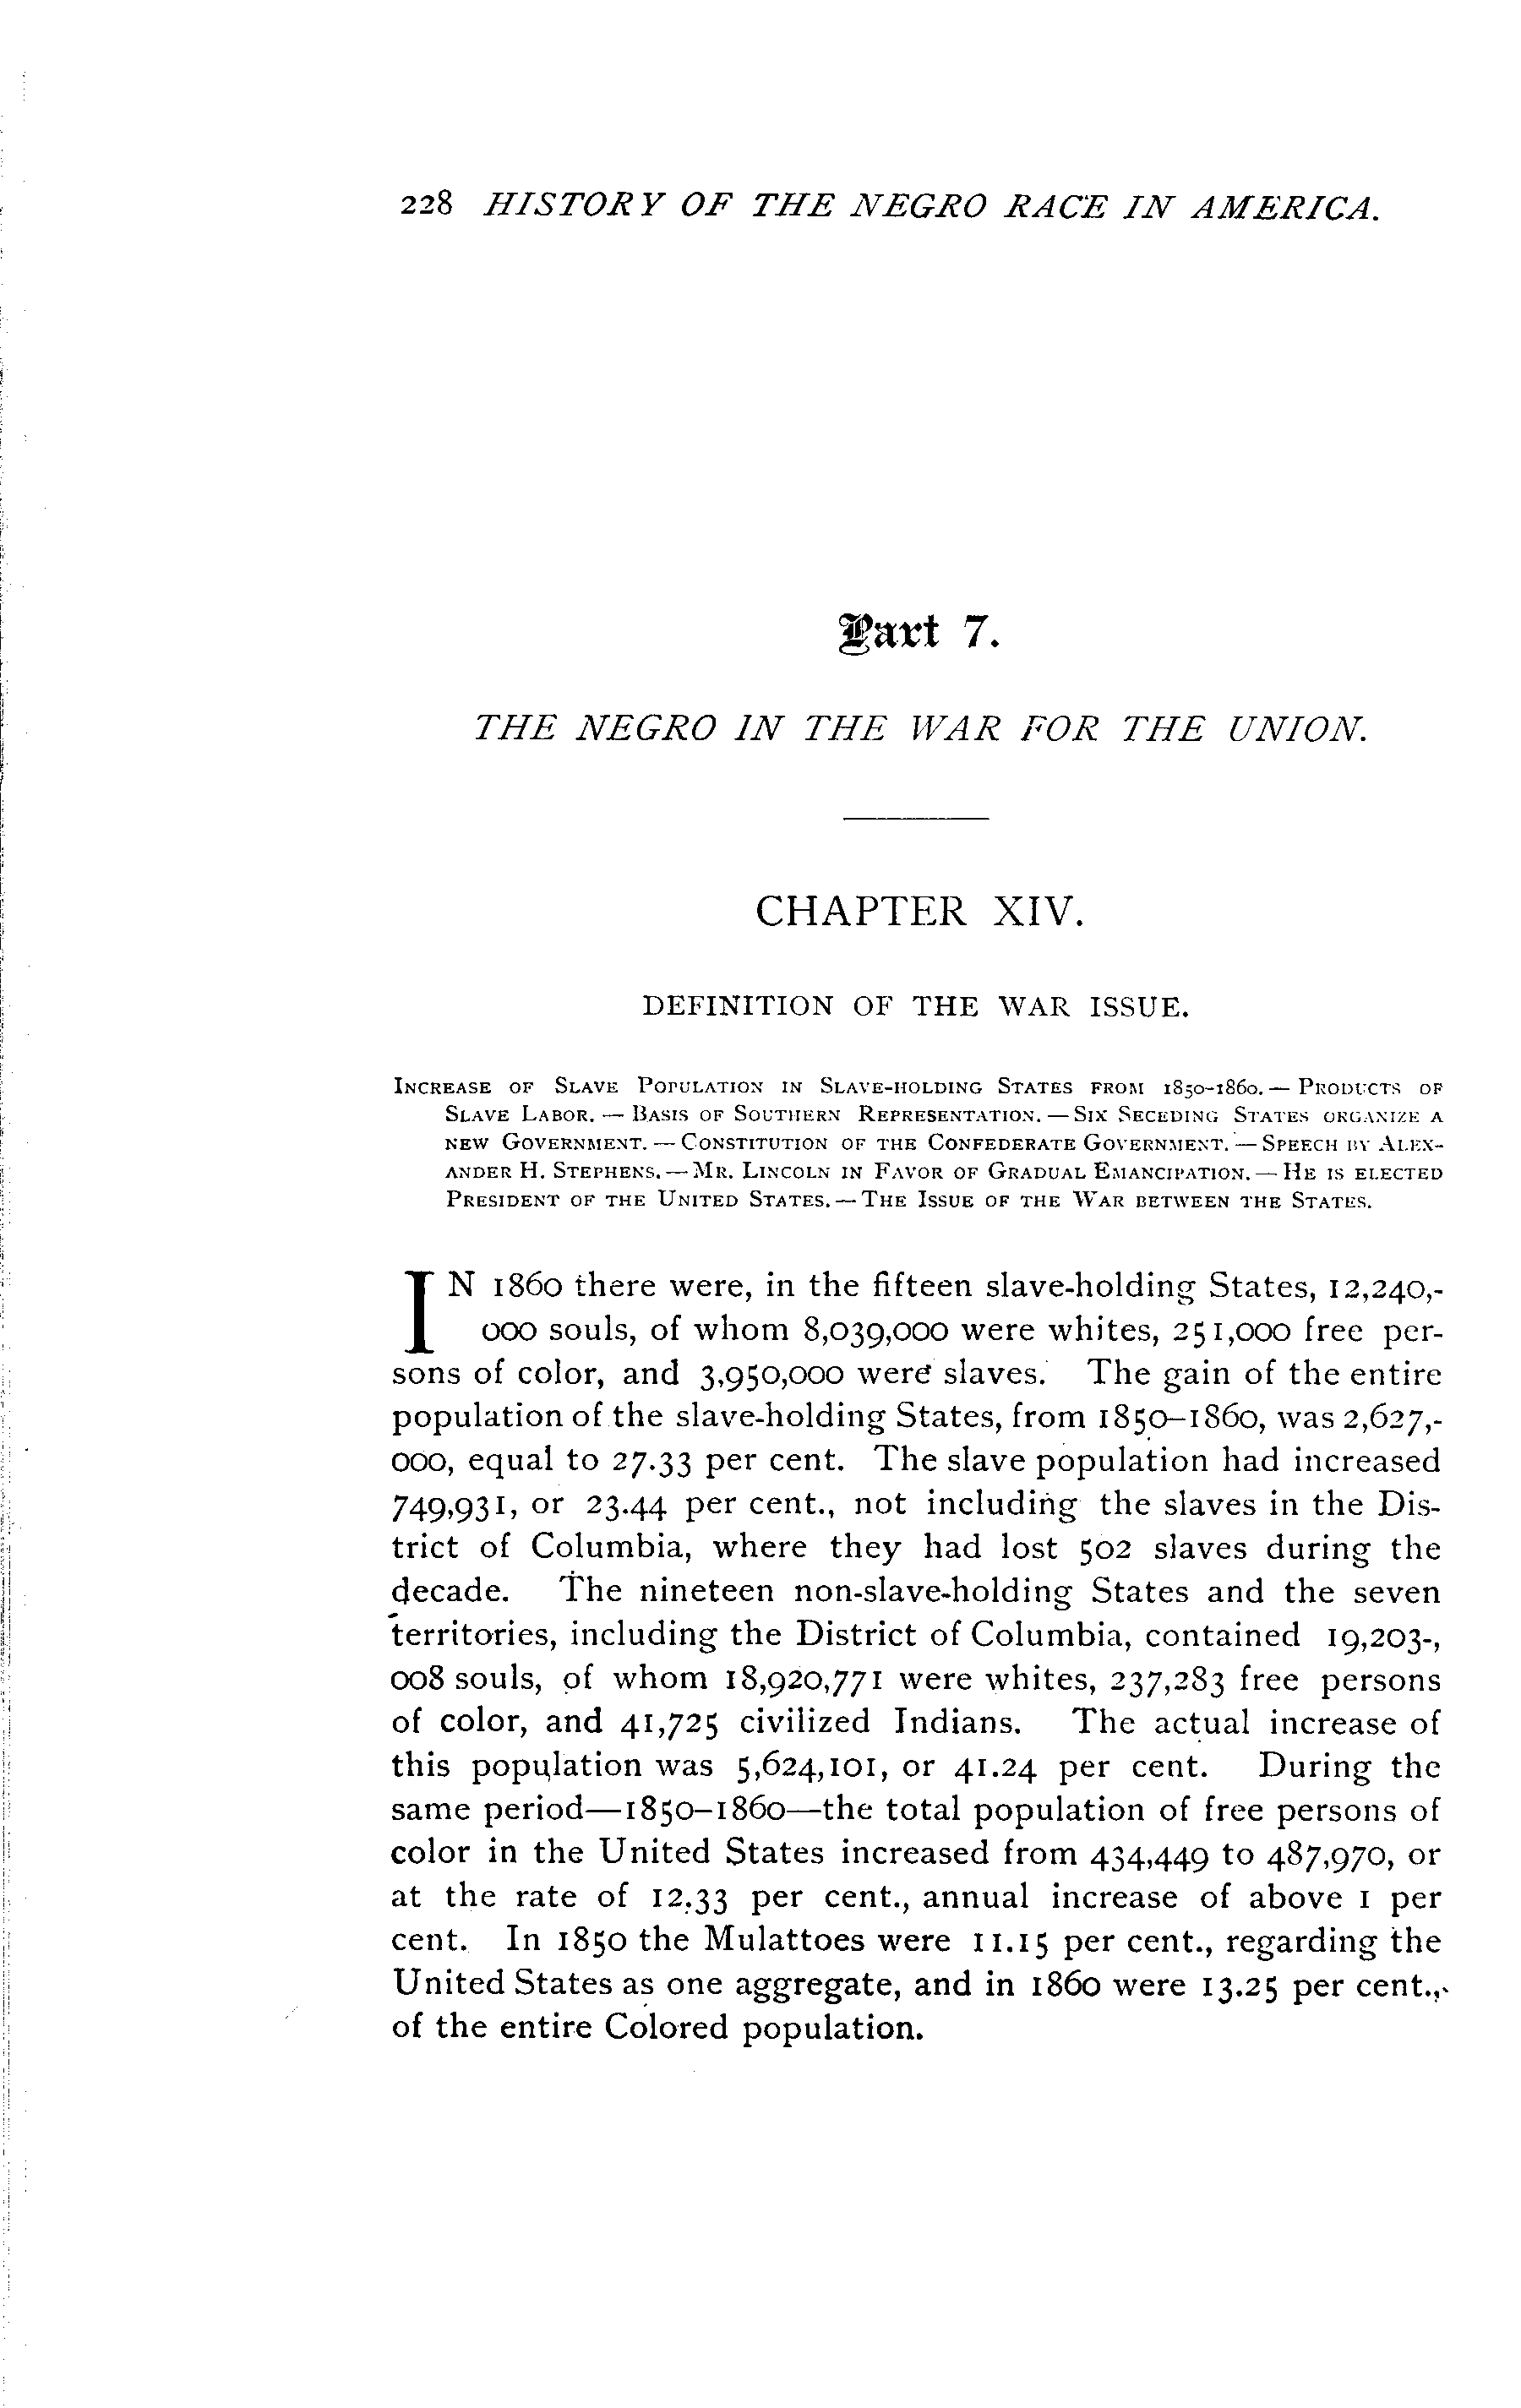 228 HISTORY OF THE NEGRO RACE IN AMERICA.
Part 7.
THE NEGRO IN THE WAR FOR THE UNION.
CHAPTER XIV.
DEFINITION OF THE WAR ISSUE.
INCREASE OF SLAVE POPULATION IN SLAVE-HOLDING STATES FROM 1850-1860. — PRODUCTS OF
SLAVE LABOR. — BASIS OF SOUTHERN REPRESENTATION. — SIX SECEDING STATES ORGANIZE A
NEW GOVERNMENT. — CONSTITUTION OF THE CONFEDERATE GOVERNMENT. — SPEECH BY ALEX-
ANDER H. STEPHENS. — MR. LINCOLN IN FAVOR OF GRADUAL EMANCIPATION. — HE IS ELECTED
PRESIDENT OF THE UNITED STATES. — THE ISSUE OF THE WAR BETWEEN THE STATES.
IN 1860 there were, in the fifteen slave-holding States, 12,240,-
000 souls, of whom 8,039,000 were whites, 251,000 free per-
sons of color, and 3,950,000 were slaves. The gain of the entire
population of the slave-holding States, from 1850–1860, was 2,627,-
000, equal to 27.33 per cent. The slave population had increased
749,931, or 23.44 per cent., not including the slaves in the Dis-
trict of Columbia, where they had lost 502 slaves during the
decade. The nineteen non-slave-holding States and the seven
territories, including the District of Columbia, contained 19,203-,
008 souls, of whom 18,920,771 were whites, 237,283 free persons
of color, and 41,725 civilized Indians. The actual increase of
this population was 5,624,101, or 41.24 per cent. During the
same period—1850–1860—the total population of free persons of
color in the United States increased from 434,449 to 487,970, or
at the rate of 12.33 per cent., annual increase of above 1 per
cent. In 1850 the Mulattoes were 11.15 per cent., regarding the
United States as one aggregate, and in 1860 were 13.25 per cent.,
of the entire Colored population.